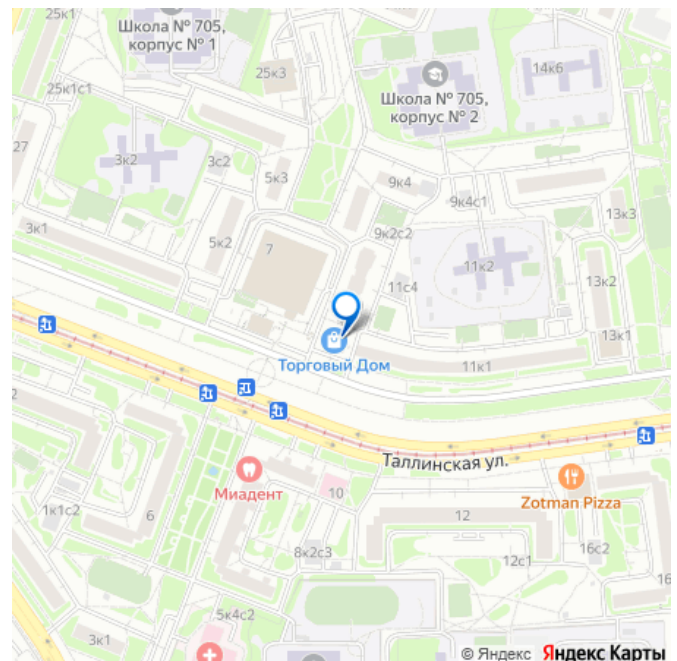 25к1
Школа № 705,
корпус № 1
25к3
25к1с1
14к6
Школа № 705,
корпус № 2
27
3к2
3с2
5к3
9к4
9к4с1
13к3
3к1
5к2
7
9к2с2
11к2
11с4
13к2
13к1
Торговый Дом
11к1
2
Таллинская ул.
Миадент
10
Zotman Pizza
1к1с2
6
12
8к2с3
12с1
16с2
16
5к4с2
3к1
© Яндекс Яндекс Карты